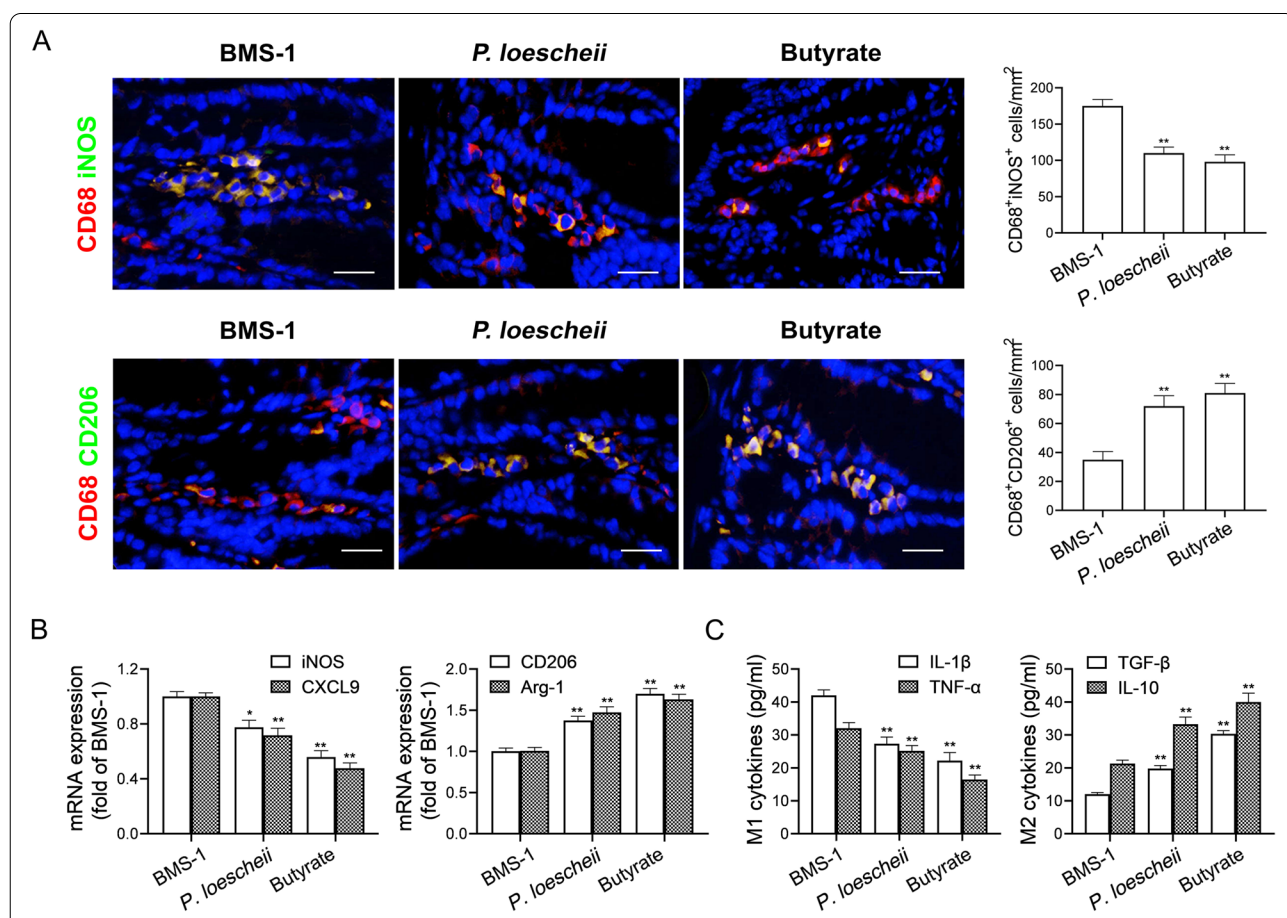 A
BMS-1
P. loescheii
Butyrate
CD68 iNOS
CD68⁺iNOS⁺ cells/mm²
200
150
100
50
0
**
**
BMS-1
P. loescheii
Butyrate
BMS-1
P. loescheii
Butyrate
CD68 CD206
CD68⁺CD206⁺ cells/mm²
80
60
40
20
0
**
**
BMS-1
P. loescheii
Butyrate
B
mRNA expression
(fold of BMS-1)
1.2
0.8
0.4
0.0
iNOS
CXCL9
*
**
**
**
BMS-1
P. loescheii
Butyrate
mRNA expression
(fold of BMS-1)
2.0
1.5
1.0
0.5
0.0
CD206
Arg-1
**
**
**
**
BMS-1
P. loescheii
Butyrate
C
M1 cytokines (pg/ml)
50
40
30
20
10
0
IL-1β
TNF-α
**
**
**
**
BMS-1
P. loescheii
Butyrate
M2 cytokines (pg/ml)
50
40
30
20
10
0
TGF-β
IL-10
**
**
**
**
BMS-1
P. loescheii
Butyrate